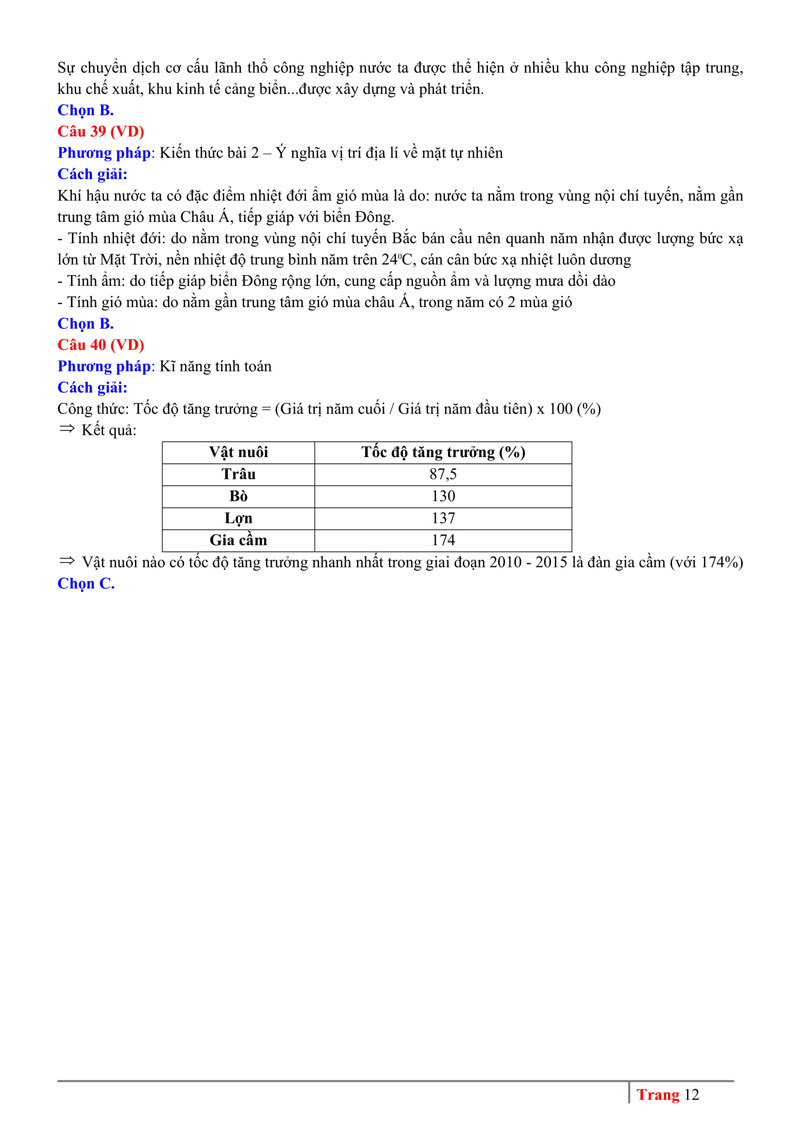 Sự chuyển dịch cơ cấu lãnh thổ công nghiệp nước ta được thể hiện ở nhiều khu công nghiệp tập trung,
khu chế xuất, khu kinh tế cảng biển...được xây dựng và phát triển.
Chọn B.
Câu 39 (VD)
Phương pháp: Kiến thức bài 2 – Ý nghĩa vị trí địa lí về mặt tự nhiên
Cách giải:
Khí hậu nước ta có đặc điểm nhiệt đới ẩm gió mùa là do: nước ta nằm trong vùng nội chí tuyến, nằm gần
trung tâm gió mùa Châu Á, tiếp giáp với biển Đông.
- Tính nhiệt đới: do nằm trong vùng nội chí tuyến Bắc bán cầu nên quanh năm nhận được lượng bức xạ
lớn từ Mặt Trời, nền nhiệt độ trung bình năm trên 24⁰C, cán cân bức xạ nhiệt luôn dương
- Tính ẩm: do tiếp giáp biển Đông rộng lớn, cung cấp nguồn ẩm và lượng mưa dồi dào
- Tính gió mùa: do nằm gần trung tâm gió mùa châu Á, trong năm có 2 mùa gió
Chọn B.
Câu 40 (VD)
Phương pháp: Kĩ năng tính toán
Cách giải:
Công thức: Tốc độ tăng trưởng = (Giá trị năm cuối / Giá trị năm đầu tiên) x 100 (%)
⇒ Kết quả:
Vật nuôi Tốc độ tăng trưởng (%)
Trâu 87,5
Bò 130
Lợn 137
Gia cầm 174
⇒ Vật nuôi nào có tốc độ tăng trưởng nhanh nhất trong giai đoạn 2010 - 2015 là đàn gia cầm (với 174%)
Chọn C.
Trang 12